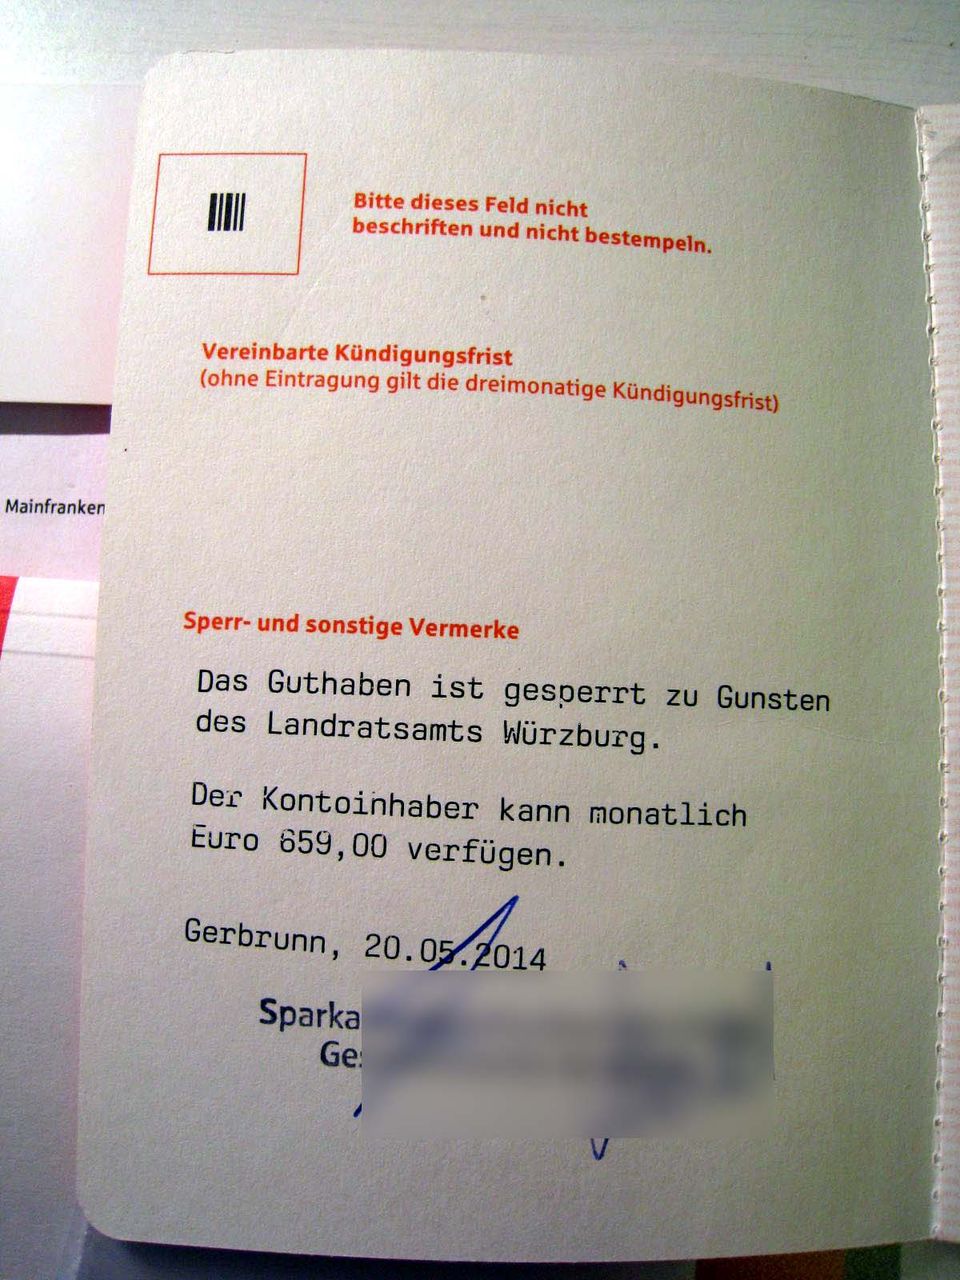 Bitte dieses Feld nicht
beschriften und nicht bestempeln.
Vereinbarte Kündigungsfrist
(ohne Eintragung gilt die dreimonatige Kündigungsfrist)
Mainfranken
Sperr- und sonstige Vermerke
Das Guthaben ist gesperrt zu Gunsten
des Landratsamts Würzburg.
Der Kontoinhaber kann monatlich
Euro 659,00 verfügen.
Gerbrunn, 20.05.2014
Sparka
Ges